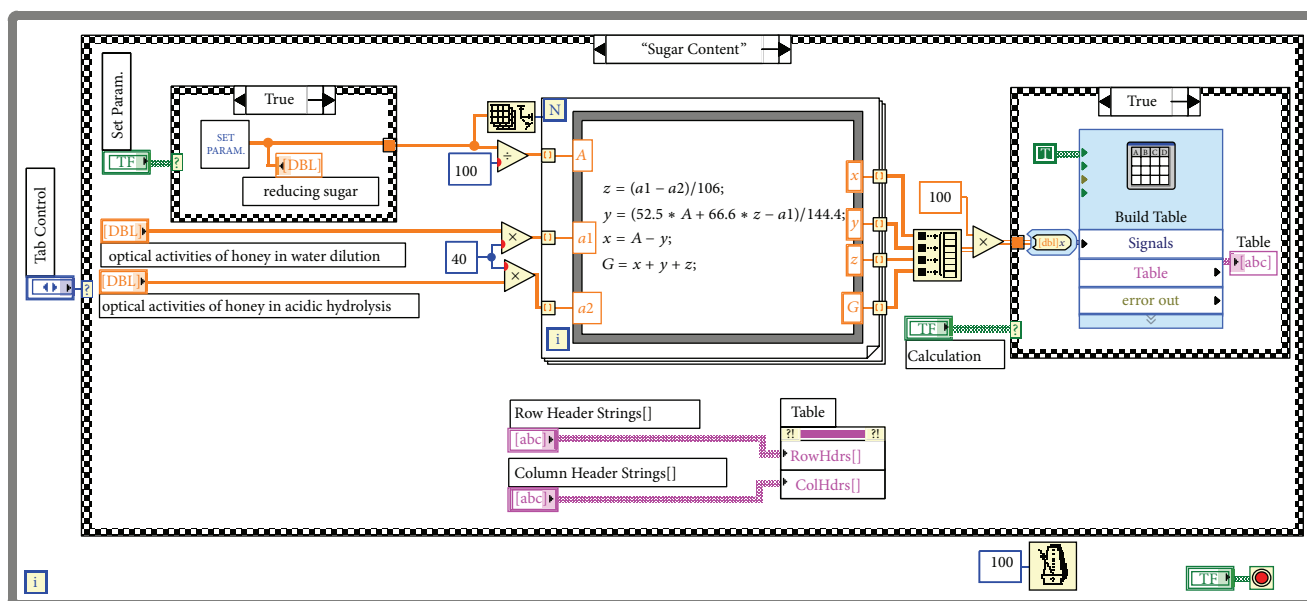 "Sugar Content"
Set Param.
True
SET
PARAM.
[DBL]
reducing sugar
TF
?
Tab Control
?
[DBL]
optical activities of honey in water dilution
[DBL]
optical activities of honey in acidic hydrolysis
100
÷
40
×
×
N
A
a1
a2
i
z = (a1 − a2)/106;
y = (52.5 ∗ A + 66.6 ∗ z − a1)/144.4;
x = A − y;
G = x + y + z;
x
y
z
G
100
×
TF
?
Calculation
True
T
A B C D
Build Table
[dbl]x
Signals
Table
error out
Table
[abc]
Row Header Strings[]
[abc]
Column Header Strings[]
[abc]
Table
?! ?!
RowHdrs[]
ColHdrs[]
i
100
TF